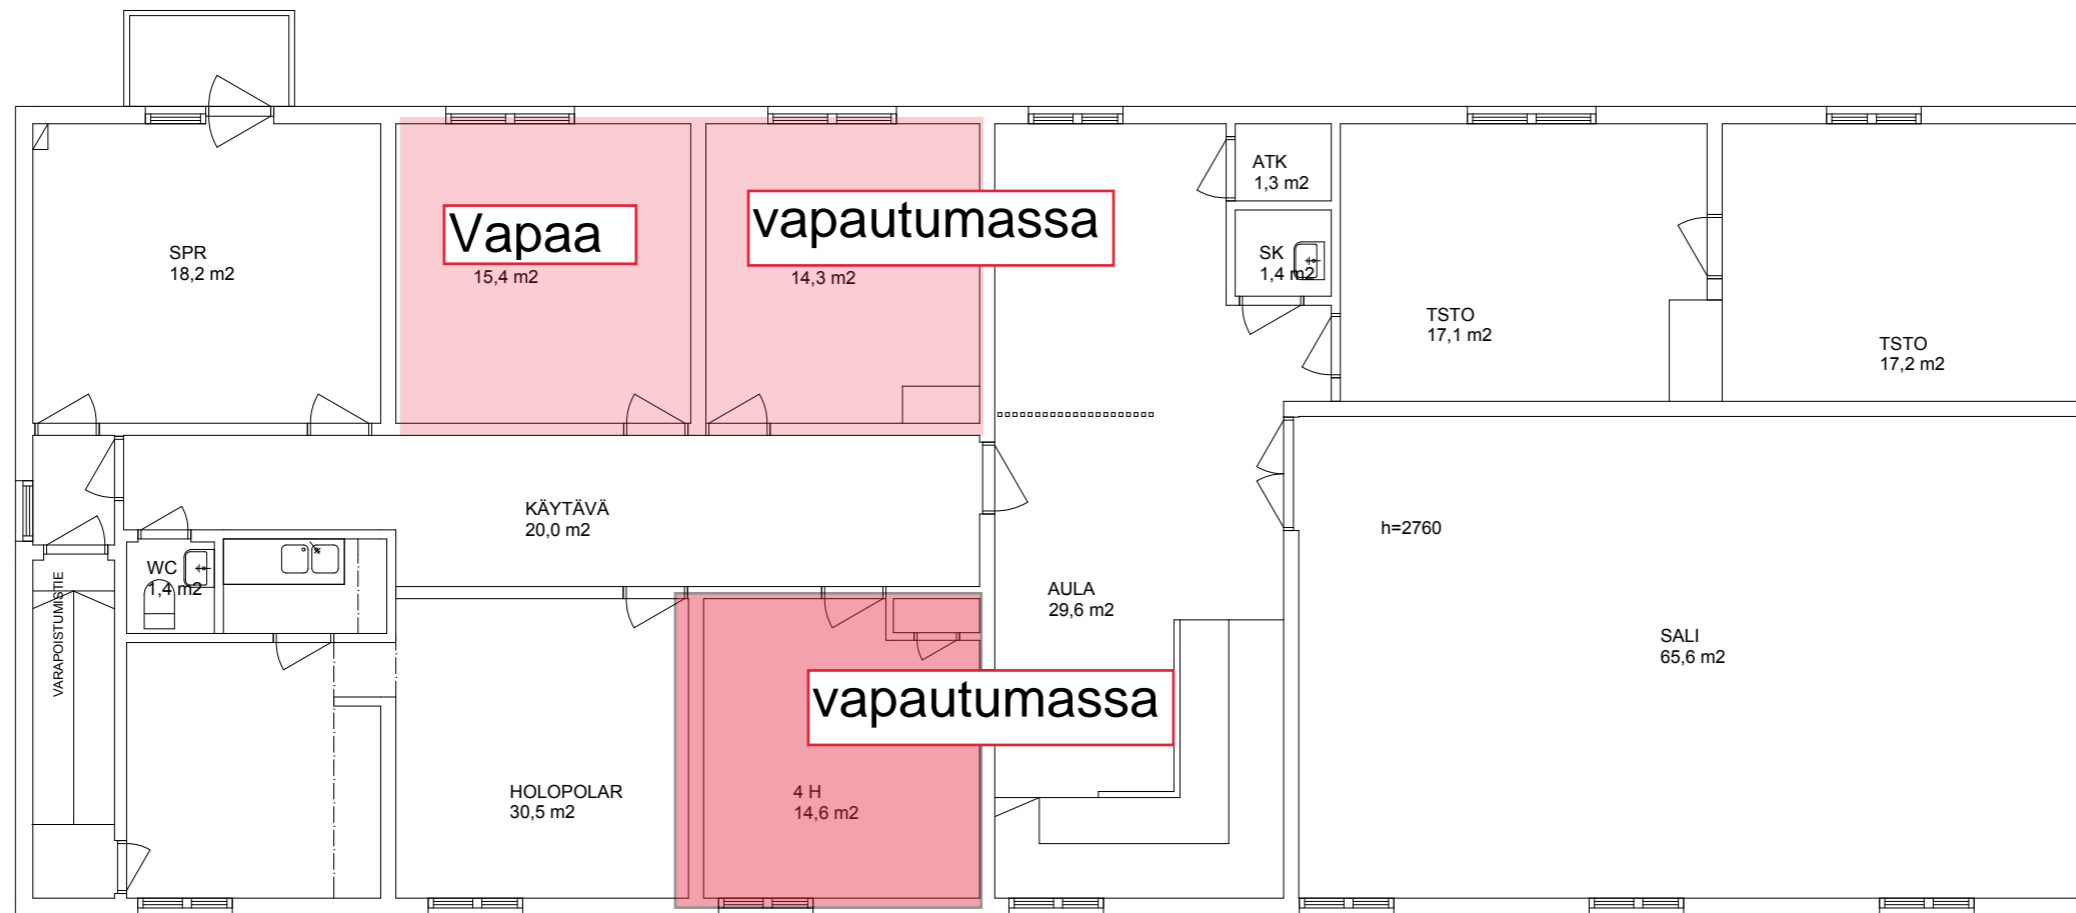 SPR
18,2 m2
Vapaa
15,4 m2
vapautumassa
14,3 m2
ATK
1,3 m2
SK
1,4 m2
TSTO
17,1 m2
TSTO
17,2 m2
KÄYTÄVÄ
20,0 m2
h=2760
WC
1,4 m2
VARAPOISTUMISTIE
AULA
29,6 m2
SALI
65,6 m2
vapautumassa
HOLOPOLAR
30,5 m2
4 H
14,6 m2